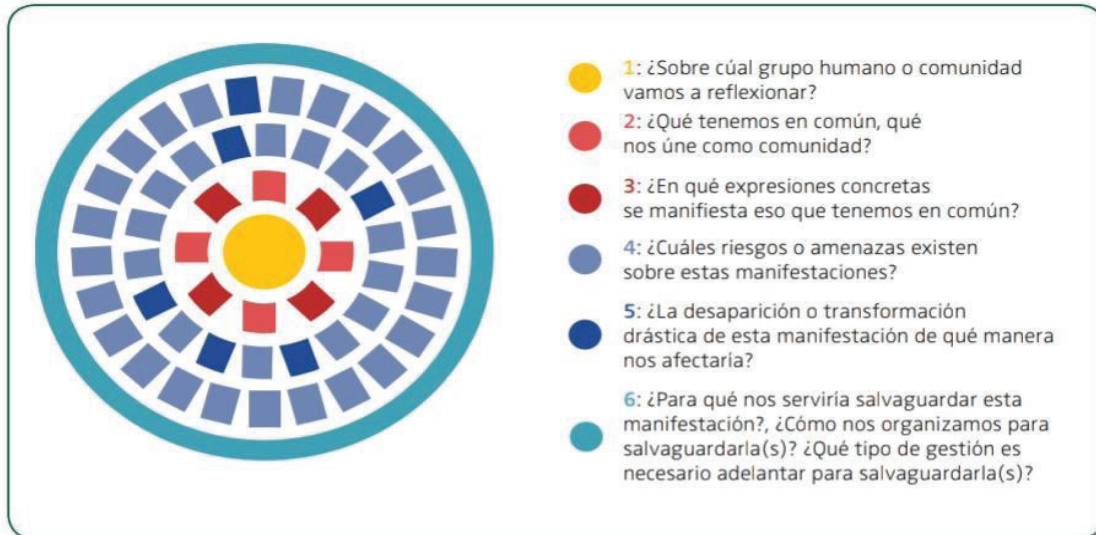 1: ¿Sobre cúal grupo humano o comunidad
vamos a reflexionar?
2: ¿Qué tenemos en común, qué
nos úne como comunidad?
3: ¿En qué expresiones concretas
se manifiesta eso que tenemos en común?
4: ¿Cuáles riesgos o amenazas existen
sobre estas manifestaciones?
5: ¿La desaparición o transformación
drástica de esta manifestación de qué manera
nos afectaría?
6: ¿Para qué nos serviría salvaguardar esta
manifestación?, ¿Cómo nos organizamos para
salvaguardarla(s)? ¿Qué tipo de gestión es
necesario adelantar para salvaguardarla(s)?